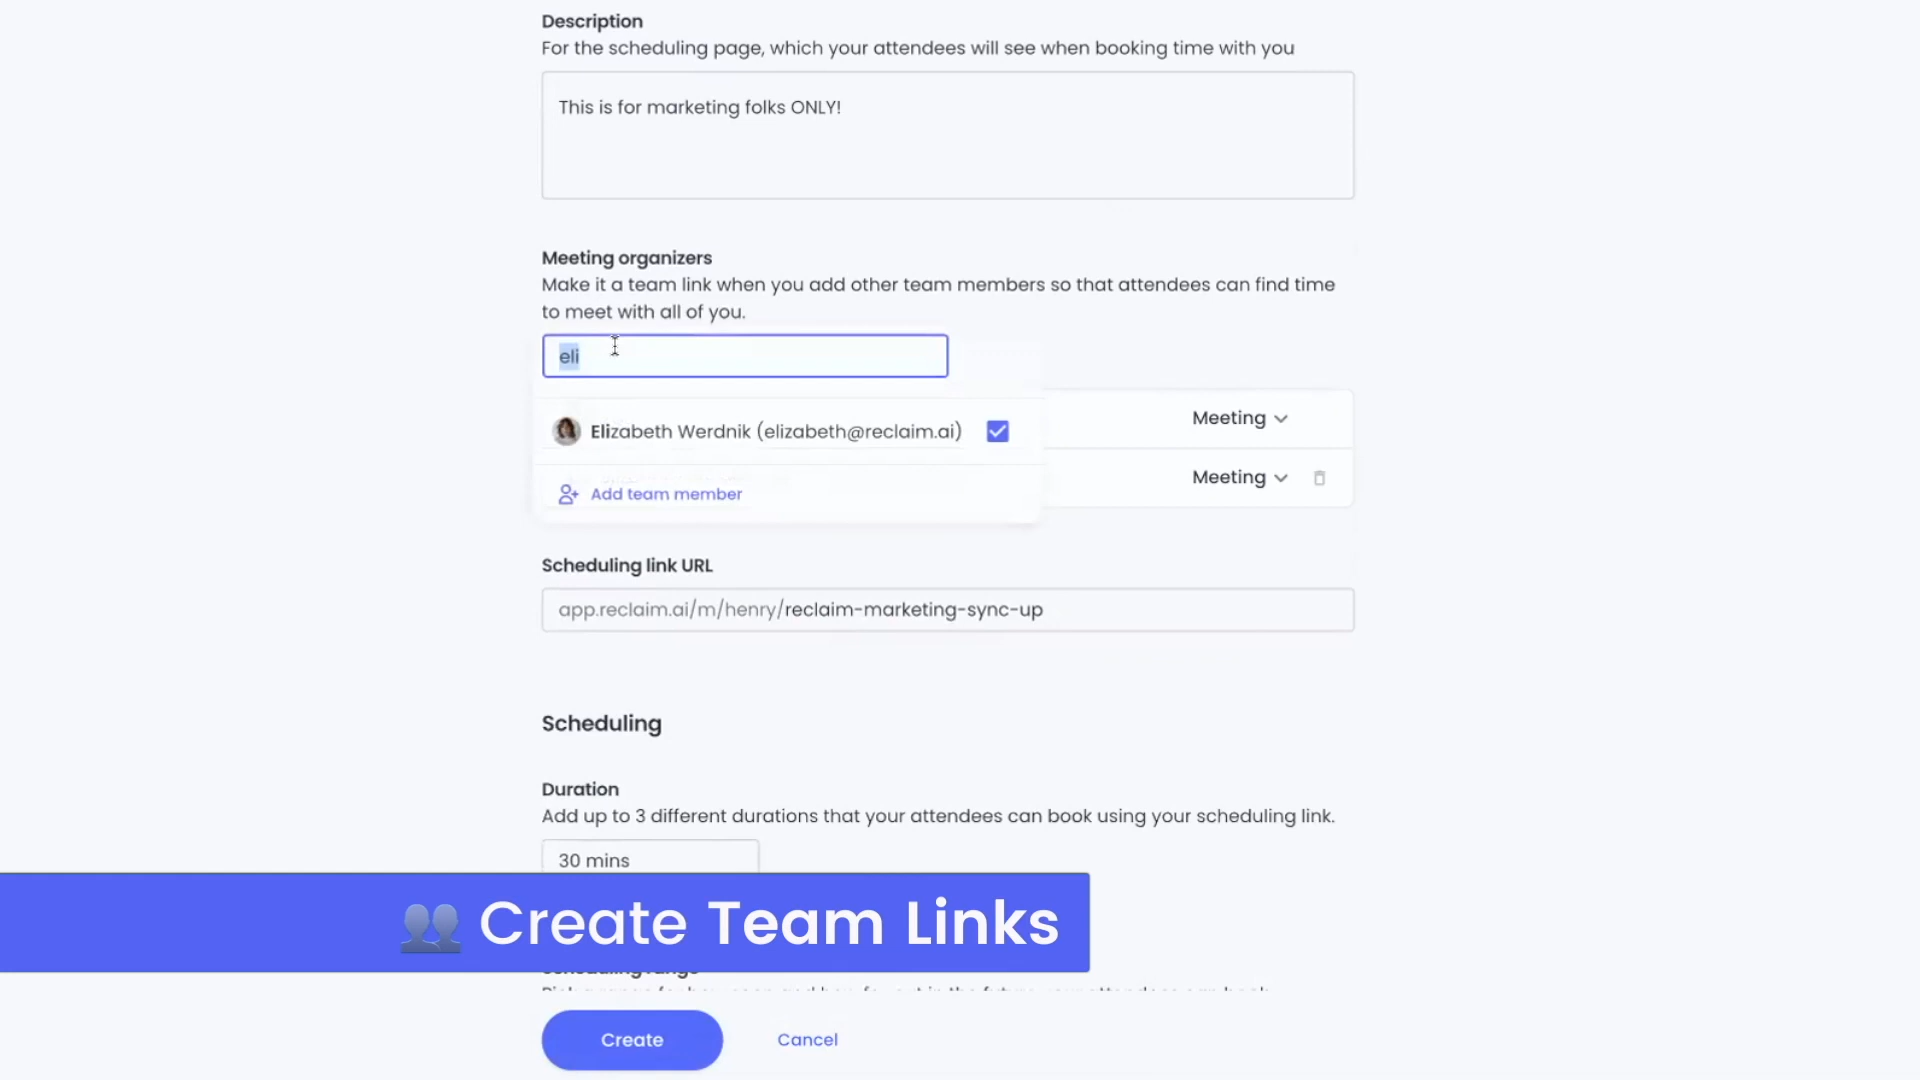 Description
For the scheduling page, which your attendees will see when booking time with you
This is for marketing folks ONLY!
Meeting organizers
Make it a team link when you add other team members so that attendees can find time
to meet with all of you.
eli
Elizabeth Werdnik (elizabeth@reclaim.ai)
Meeting
Meeting
Add team member
Scheduling link URL
app.reclaim.ai/m/henry/reclaim-marketing-sync-up
Scheduling
Duration
Add up to 3 different durations that your attendees can book using your scheduling link.
30 mins
Create Team Links
Create Cancel